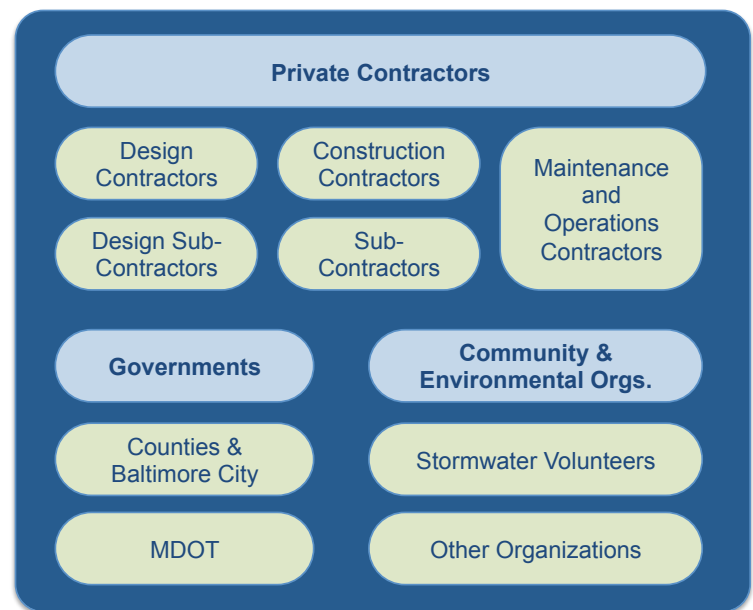 Private Contractors
Design
Contractors
Construction
Contractors
Maintenance
and
Operations
Contractors
Design Sub-
Contractors
Sub-
Contractors
Governments
Community &
Environmental Orgs.
Counties &
Baltimore City
Stormwater Volunteers
MDOT
Other Organizations